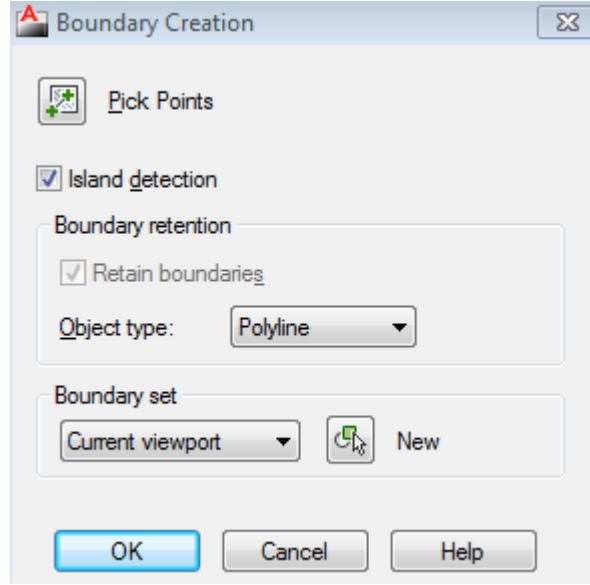 Boundary Creation
Pick Points
Island detection
Boundary retention
Retain boundaries
Object type: Polyline
Boundary set
Current viewport New
OK Cancel Help